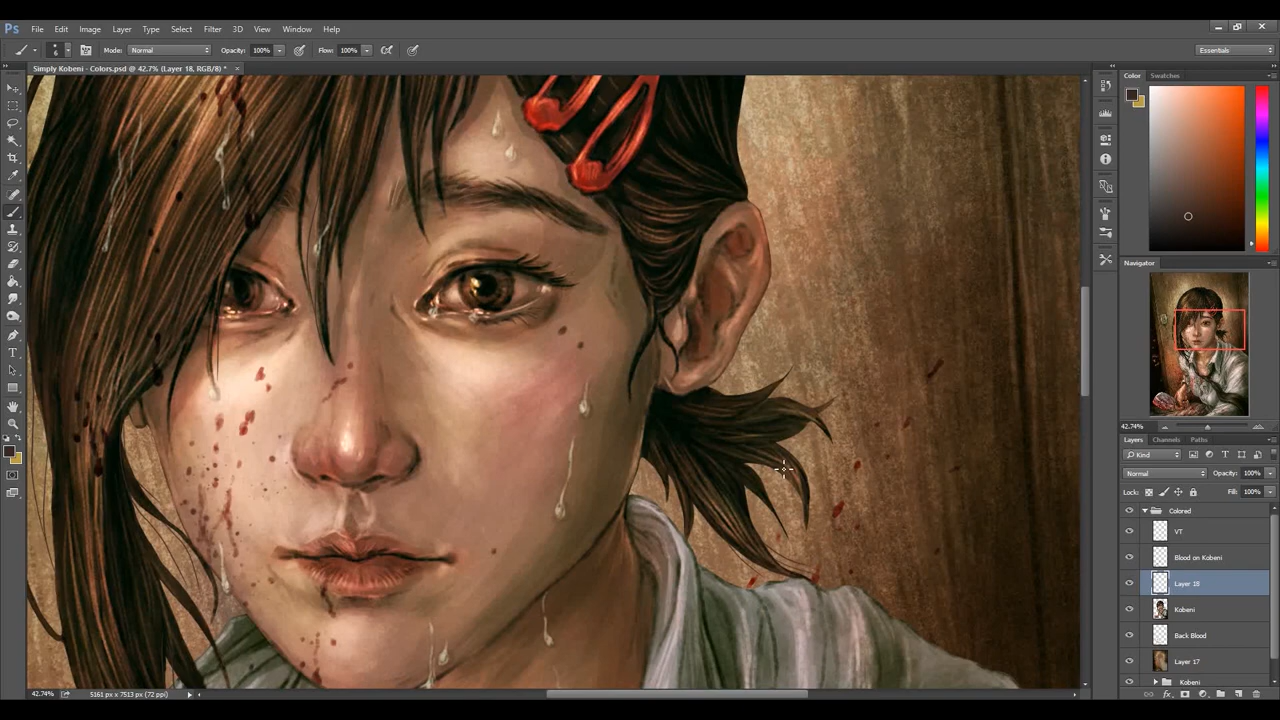 Ps File Edit Image Layer Type Select Filter 3D View Window Help
6 Mode: Normal Opacity: 100% Flow: 100% Essentials
Simply Kobeni - Colors.psd @ 42.7% (Layer 18, RGB/8) * ×
Color Swatches
Navigator
42.74%
Layers Channels Paths
Kind
Normal Opacity: 100%
Lock: Fill: 100%
Colored
VT
Blood on Kobeni
Layer 18
Kobeni
Back Blood
Layer 17
Kobeni
42.74% 5161 px x 7513 px (72 ppi)
fx